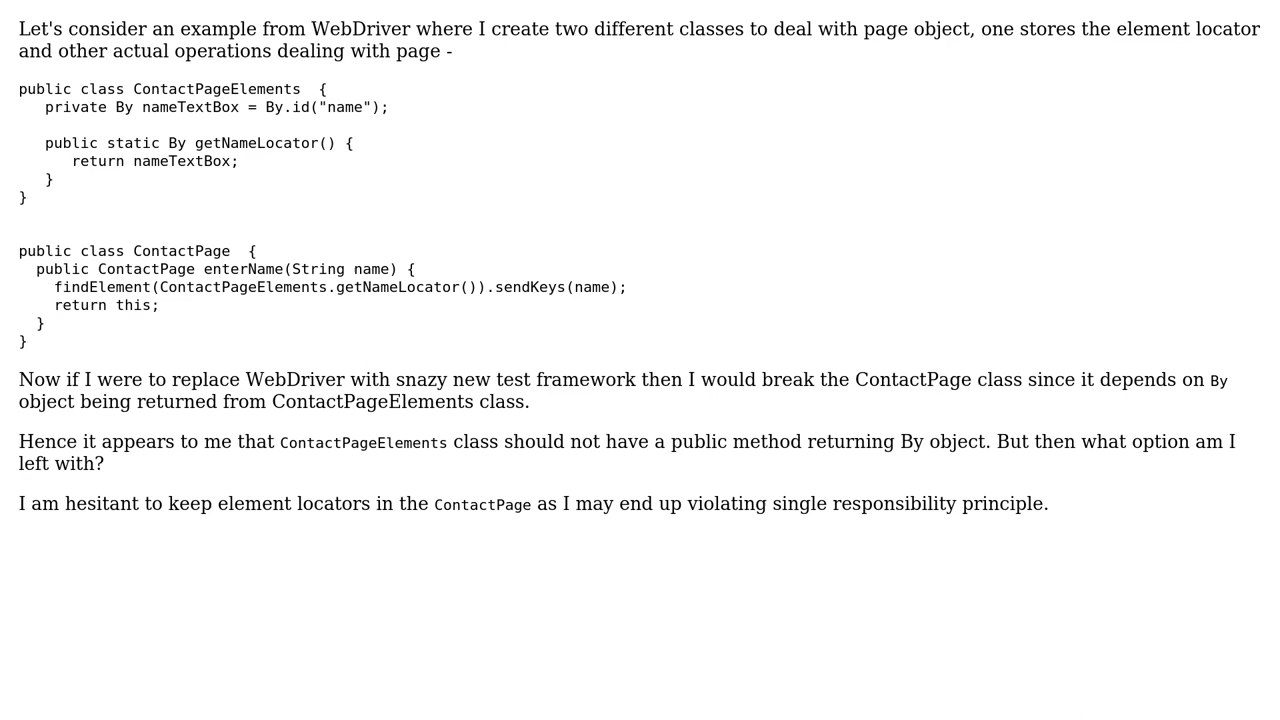 Let's consider an example from WebDriver where I create two different classes to deal with page object, one stores the element locator
and other actual operations dealing with page -
public class ContactPageElements  {
   private By nameTextBox = By.id("name");
   public static By getNameLocator() {
      return nameTextBox;
   }
}
public class ContactPage  {
  public ContactPage enterName(String name) {
    findElement(ContactPageElements.getNameLocator()).sendKeys(name);
    return this;
  }
}
Now if I were to replace WebDriver with snazy new test framework then I would break the ContactPage class since it depends on By
object being returned from ContactPageElements class.
Hence it appears to me that ContactPageElements class should not have a public method returning By object. But then what option am I
left with?
I am hesitant to keep element locators in the ContactPage as I may end up violating single responsibility principle.